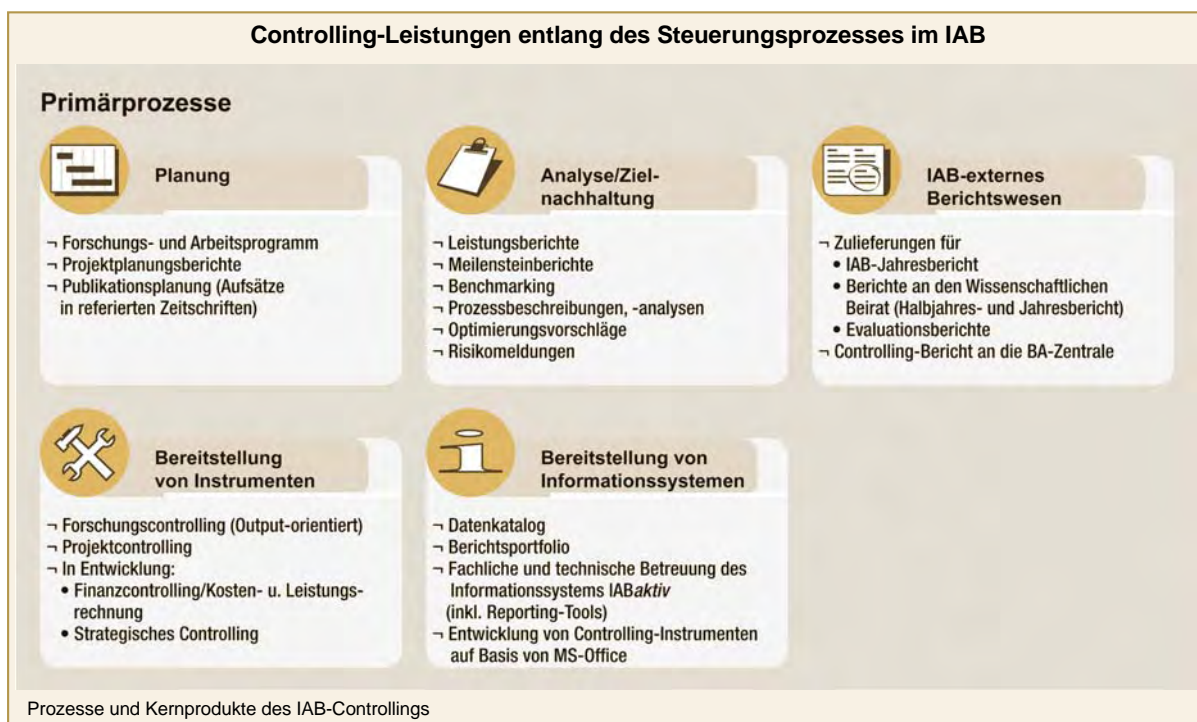 Controlling-Leistungen entlang des Steuerungsprozesses im IAB
Primärprozesse
Planung
¬ Forschungs- und Arbeitsprogramm
¬ Projektplanungsberichte
¬ Publikationsplanung (Aufsätze
in referierten Zeitschriften)
Analyse/Ziel-
nachhaltung
¬ Leistungsberichte
¬ Meilensteinberichte
¬ Benchmarking
¬ Prozessbeschreibungen, -analysen
¬ Optimierungsvorschläge
¬ Risikomeldungen
IAB-externes
Berichtswesen
¬ Zulieferungen für
• IAB-Jahresbericht
• Berichte an den Wissenschaftlichen
Beirat (Halbjahres- und Jahresbericht)
• Evaluationsberichte
¬ Controlling-Bericht an die BA-Zentrale
Bereitstellung
von Instrumenten
¬ Forschungscontrolling (Output-orientiert)
¬ Projektcontrolling
¬ In Entwicklung:
• Finanzcontrolling/Kosten- u. Leistungs-
rechnung
• Strategisches Controlling
Bereitstellung von
Informationssystemen
¬ Datenkatalog
¬ Berichtsportfolio
¬ Fachliche und technische Betreuung des
Informationssystems IABaktiv
(inkl. Reporting-Tools)
¬ Entwicklung von Controlling-Instrumenten
auf Basis von MS-Office
Prozesse und Kernprodukte des IAB-Controllings